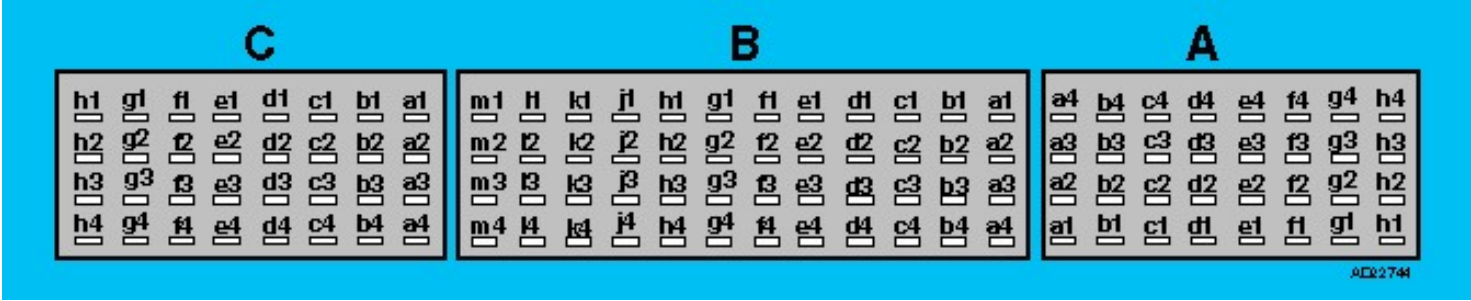 C B A
h1 g1 f1 e1 d1 c1 b1 a1 m1 l1 k1 j1 h1 g1 f1 e1 d1 c1 b1 a1 a4 b4 c4 d4 e4 f4 g4 h4
h2 g2 f2 e2 d2 c2 b2 a2 m2 l2 k2 j2 h2 g2 f2 e2 d2 c2 b2 a2 a3 b3 c3 d3 e3 f3 g3 h3
h3 g3 f3 e3 d3 c3 b3 a3 m3 l3 k3 j3 h3 g3 f3 e3 d3 c3 b3 a3 a2 b2 c2 d2 e2 f2 g2 h2
h4 g4 f4 e4 d4 c4 b4 a4 m4 l4 k4 j4 h4 g4 f4 e4 d4 c4 b4 a4 a1 b1 c1 d1 e1 f1 g1 h1